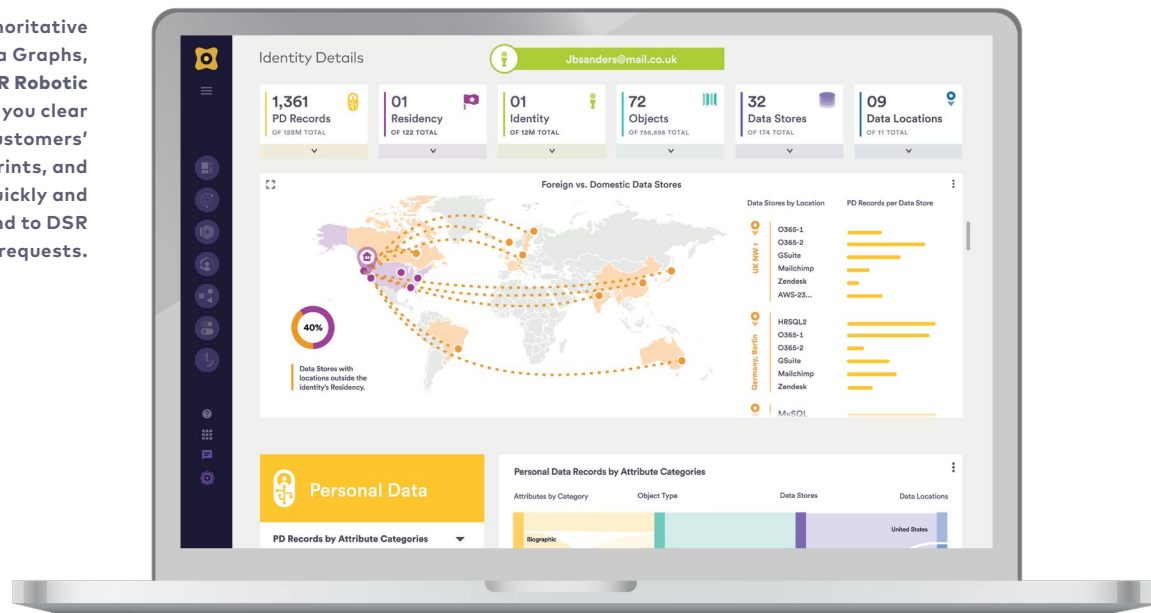 noritative
a Graphs,
R Robotic
you clear
ustomers'
rints, and
uickly and
nd to DSR
requests.
Identity Details
Jbsanders@mail.co.uk
1,361
PD Records
OF 128M TOTAL
01
Residency
OF 122 TOTAL
01
Identity
OF 12M TOTAL
72
Objects
OF 756,698 TOTAL
32
Data Stores
OF 174 TOTAL
09
Data Locations
OF 11 TOTAL
Foreign vs. Domestic Data Stores
40%
Data Stores with
locations outside the
identity's Residency.
Data Stores by Location
PD Records per Data Store
UK NW 1
O365-1
O365-2
GSuite
Mailchimp
Zendesk
AWS-23...
Germany, Berlin
HRSQL2
O365-1
O365-2
GSuite
Mailchimp
Zendesk
MySQL
Personal Data
PD Records by Attribute Categories
Personal Data Records by Attribute Categories
Attributes by Category
Object Type
Data Stores
Data Locations
Biographic
United States